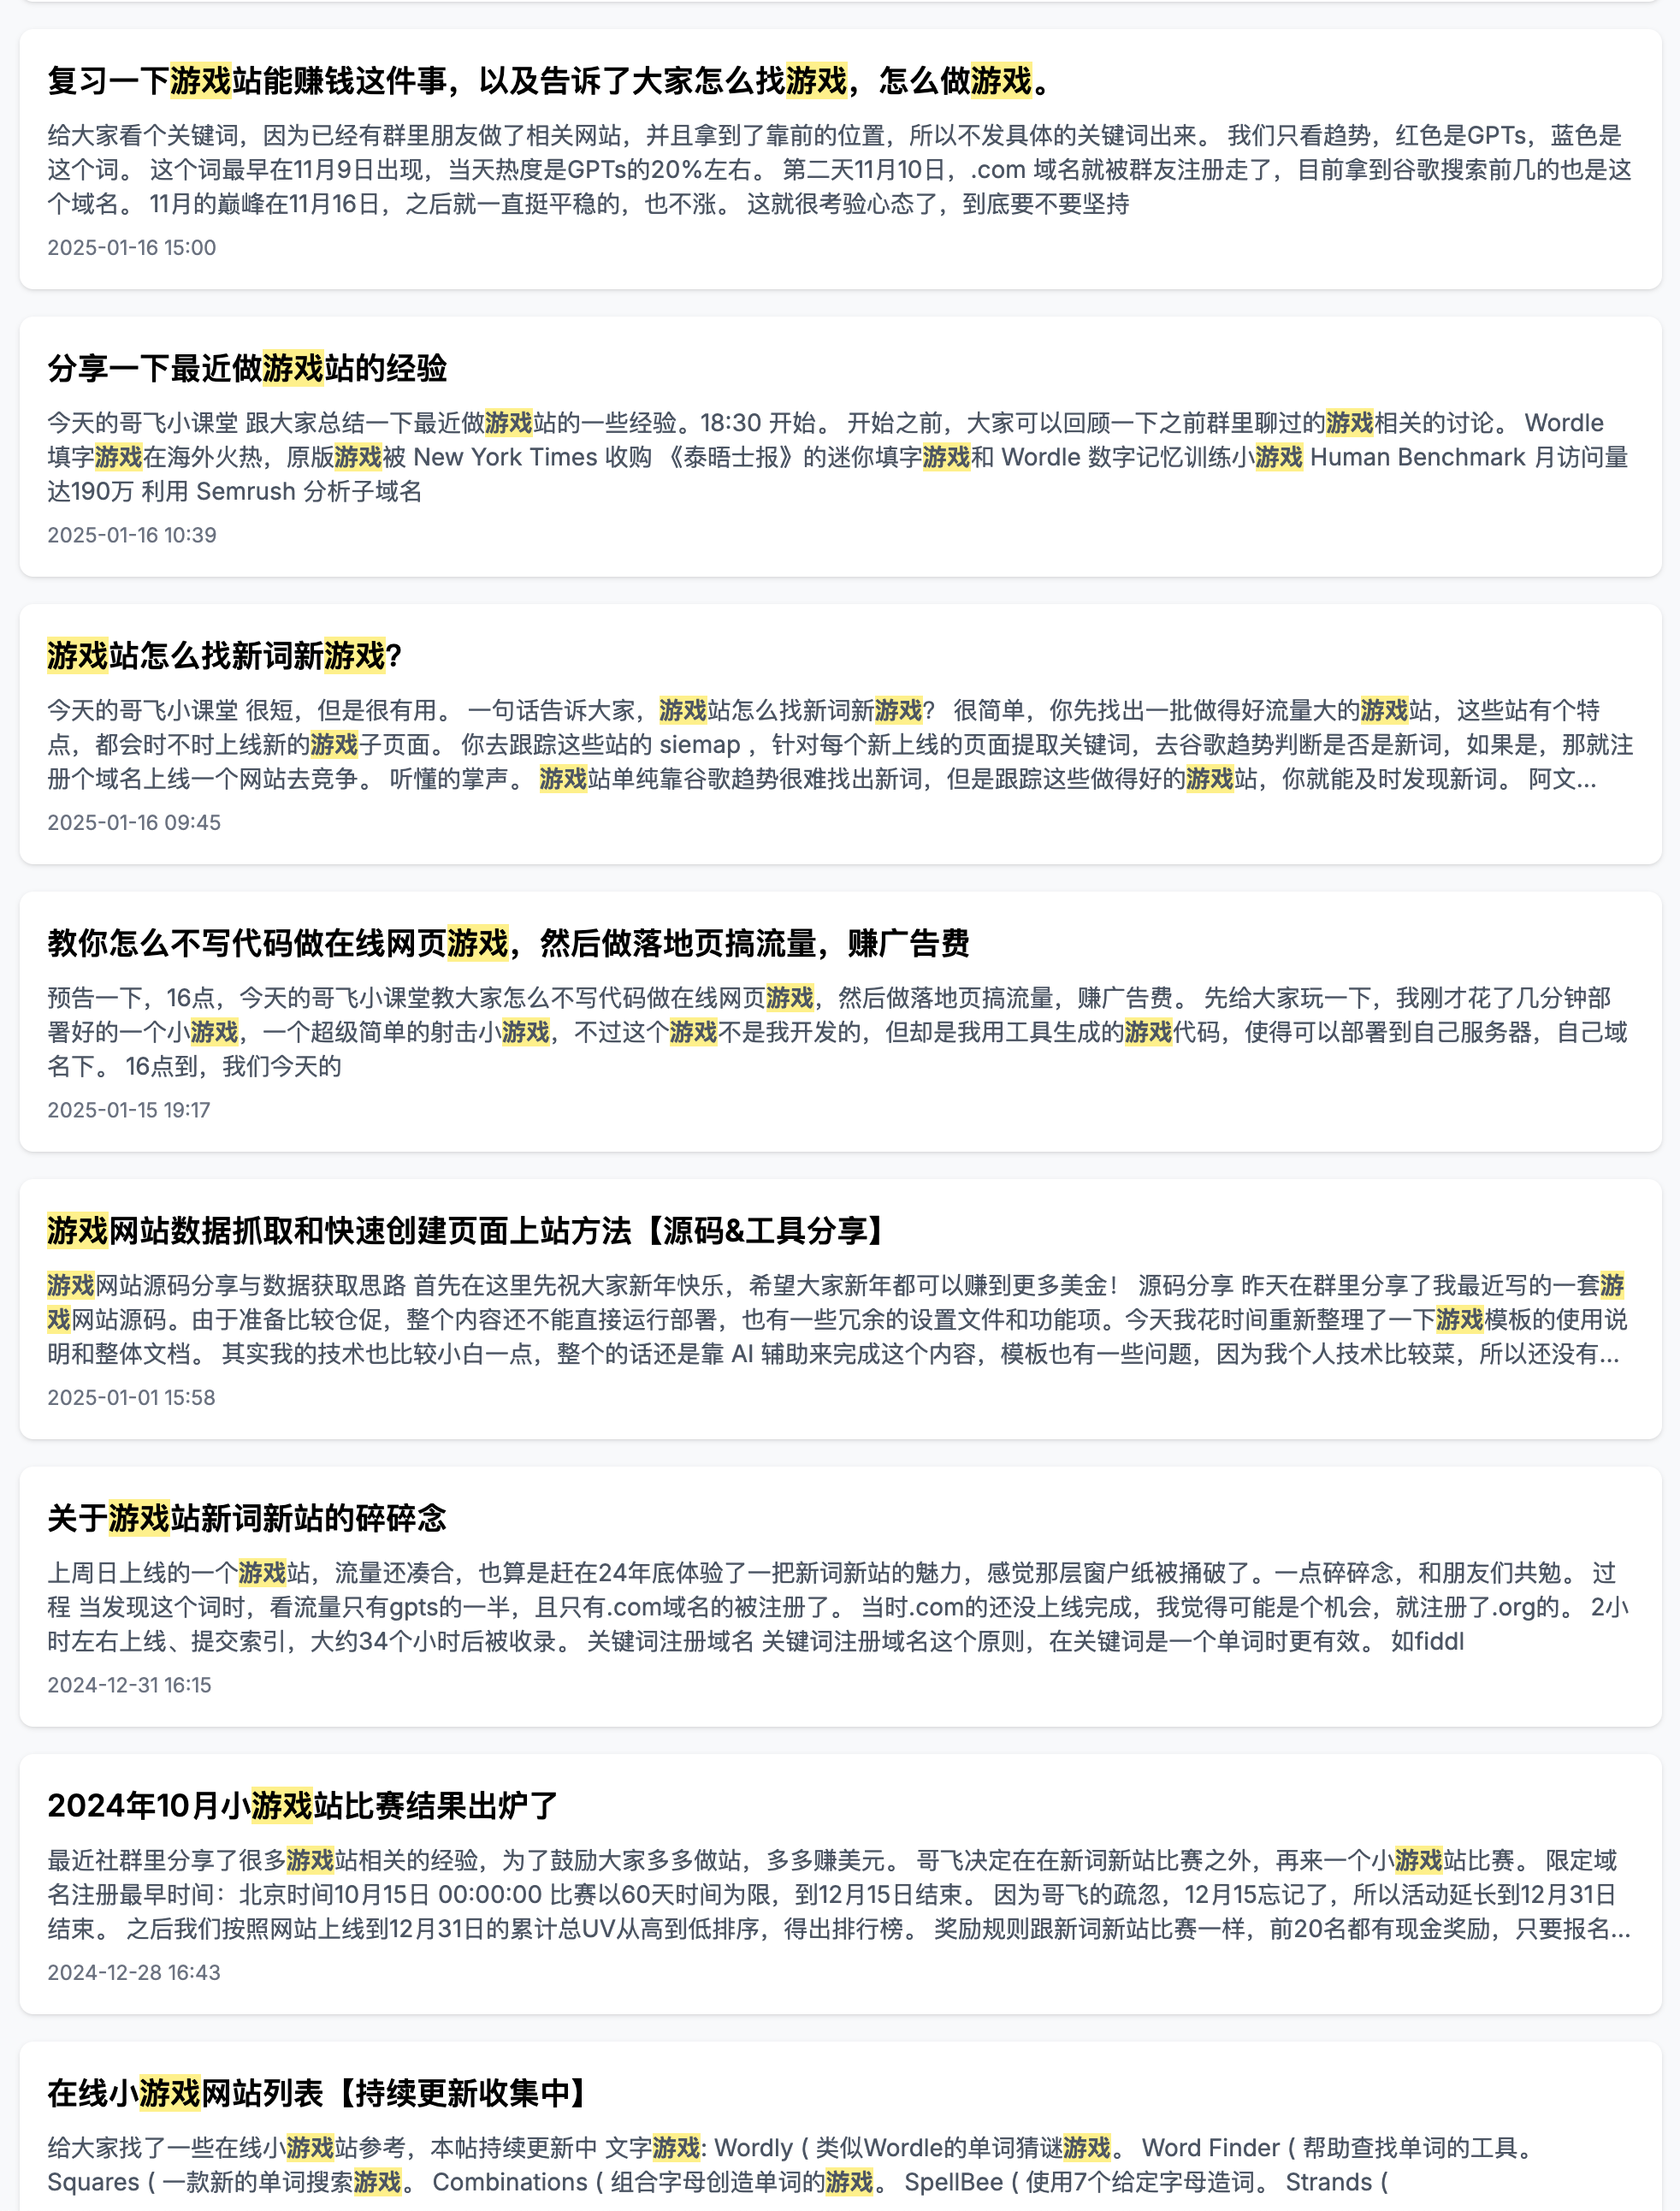 复习一下游戏站能赚钱这件事，以及告诉了大家怎么找游戏，怎么做游戏。
给大家看个关键词，因为已经有群里朋友做了相关网站，并且拿到了靠前的位置，所以不发具体的关键词出来。 我们只看趋势，红色是GPTs，蓝色是
这个词。 这个词最早在11月9日出现，当天热度是GPTs的20%左右。 第二天11月10日，.com 域名就被群友注册走了，目前拿到谷歌搜索前几的也是这
个域名。 11月的巅峰在11月16日，之后就一直挺平稳的，也不涨。 这就很考验心态了，到底要不要坚持
2025-01-16 15:00
分享一下最近做游戏站的经验
今天的哥飞小课堂 跟大家总结一下最近做游戏站的一些经验。18:30 开始。 开始之前，大家可以回顾一下之前群里聊过的游戏相关的讨论。 Wordle
填字游戏在海外火热，原版游戏被 New York Times 收购 《泰晤士报》的迷你填字游戏和 Wordle 数字记忆训练小游戏 Human Benchmark 月访问量
达190万 利用 Semrush 分析子域名
2025-01-16 10:39
游戏站怎么找新词新游戏？
今天的哥飞小课堂 很短，但是很有用。 一句话告诉大家，游戏站怎么找新词新游戏？ 很简单，你先找出一批做得好流量大的游戏站，这些站有个特
点，都会时不时上线新的游戏子页面。 你去跟踪这些站的 siemap ，针对每个新上线的页面提取关键词，去谷歌趋势判断是否是新词，如果是，那就注
册个域名上线一个网站去竞争。 听懂的掌声。 游戏站单纯靠谷歌趋势很难找出新词，但是跟踪这些做得好的游戏站，你就能及时发现新词。 阿文...
2025-01-16 09:45
教你怎么不写代码做在线网页游戏，然后做落地页搞流量，赚广告费
预告一下，16点，今天的哥飞小课堂教大家怎么不写代码做在线网页游戏，然后做落地页搞流量，赚广告费。 先给大家玩一下，我刚才花了几分钟部
署好的一个小游戏，一个超级简单的射击小游戏，不过这个游戏不是我开发的，但却是我用工具生成的游戏代码，使得可以部署到自己服务器，自己域
名下。 16点到，我们今天的
2025-01-15 19:17
游戏网站数据抓取和快速创建页面上站方法【源码&工具分享】
游戏网站源码分享与数据获取思路 首先在这里先祝大家新年快乐，希望大家新年都可以赚到更多美金！ 源码分享 昨天在群里分享了我最近写的一套游
戏网站源码。由于准备比较仓促，整个内容还不能直接运行部署，也有一些冗余的设置文件和功能项。今天我花时间重新整理了一下游戏模板的使用说
明和整体文档。 其实我的技术也比较小白一点，整个的话还是靠 AI 辅助来完成这个内容，模板也有一些问题，因为我个人技术比较菜，所以还没有...
2025-01-01 15:58
关于游戏站新词新站的碎碎念
上周日上线的一个游戏站，流量还凑合，也算是赶在24年底体验了一把新词新站的魅力，感觉那层窗户纸被捅破了。一点碎碎念，和朋友们共勉。 过
程 当发现这个词时，看流量只有gpts的一半，且只有.com域名的被注册了。 当时.com的还没上线完成，我觉得可能是个机会，就注册了.org的。 2小
时左右上线、提交索引，大约34个小时后被收录。 关键词注册域名 关键词注册域名这个原则，在关键词是一个单词时更有效。 如fiddl
2024-12-31 16:15
2024年10月小游戏站比赛结果出炉了
最近社群里分享了很多游戏站相关的经验，为了鼓励大家多多做站，多多赚美元。 哥飞决定在在新词新站比赛之外，再来一个小游戏站比赛。 限定域
名注册最早时间：北京时间10月15日 00:00:00 比赛以60天时间为限，到12月15日结束。 因为哥飞的疏忽，12月15忘记了，所以活动延长到12月31日
结束。 之后我们按照网站上线到12月31日的累计总UV从高到低排序，得出排行榜。 奖励规则跟新词新站比赛一样，前20名都有现金奖励，只要报名...
2024-12-28 16:43
在线小游戏网站列表【持续更新收集中】
给大家找了一些在线小游戏站参考，本帖持续更新中 文字游戏: Wordly ( 类似Wordle的单词猜谜游戏。 Word Finder ( 帮助查找单词的工具。
Squares ( 一款新的单词搜索游戏。 Combinations ( 组合字母创造单词的游戏。 SpellBee ( 使用7个给定字母造词。 Strands (